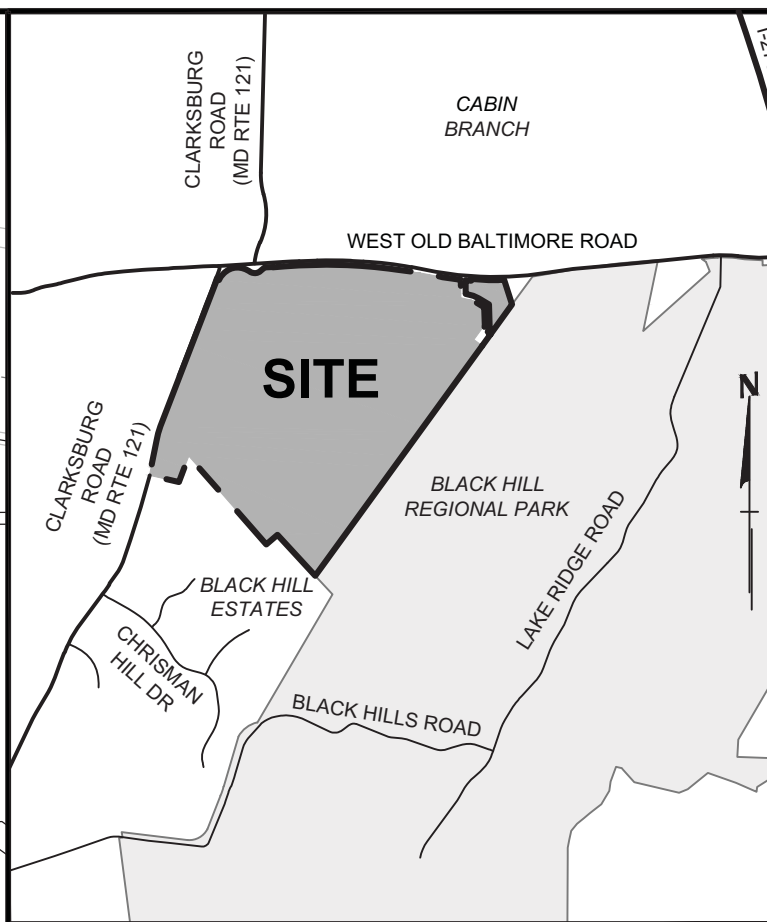 CLARKSBURG
ROAD
(MD RTE 121)
CABIN
BRANCH
WEST OLD BALTIMORE ROAD
SITE
N
CLARKSBURG
ROAD
(MD RTE 121)
BLACK HILL
REGIONAL PARK
LAKE RIDGE ROAD
BLACK HILL
ESTATES
CHRISMAN
HILL DR
BLACK HILLS ROAD